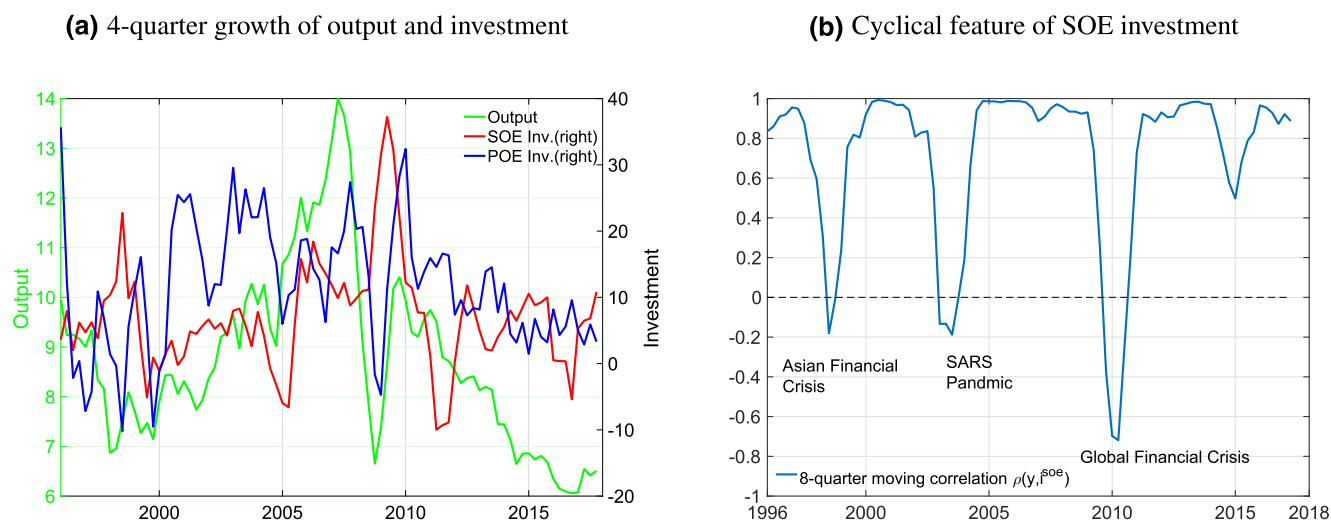 (a) 4-quarter growth of output and investment
14
13
12
11
10
9
8
7
6
Output
40
30
20
10
0
-10
-20
Investment
Output
SOE Inv.(right)
POE Inv.(right)
2000
2005
2010
2015
(b) Cyclical feature of SOE investment
1
0.8
0.6
0.4
0.2
0
-0.2
-0.4
-0.6
-0.8
-1
Asian Financial
Crisis
SARS
Pandmic
Global Financial Crisis
8-quarter moving correlation ρ(y,i^soe)
1996
2000
2005
2010
2015
2018